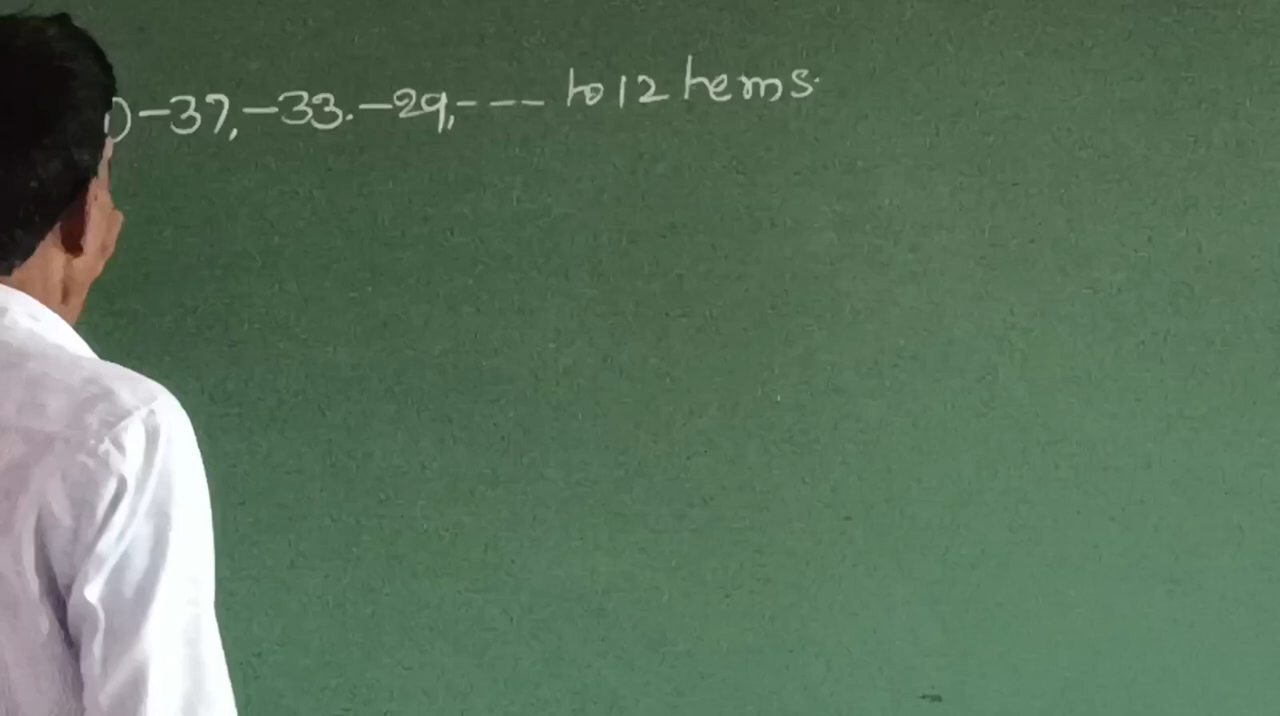 i) -37, -33. -29, --- to 12 terms.